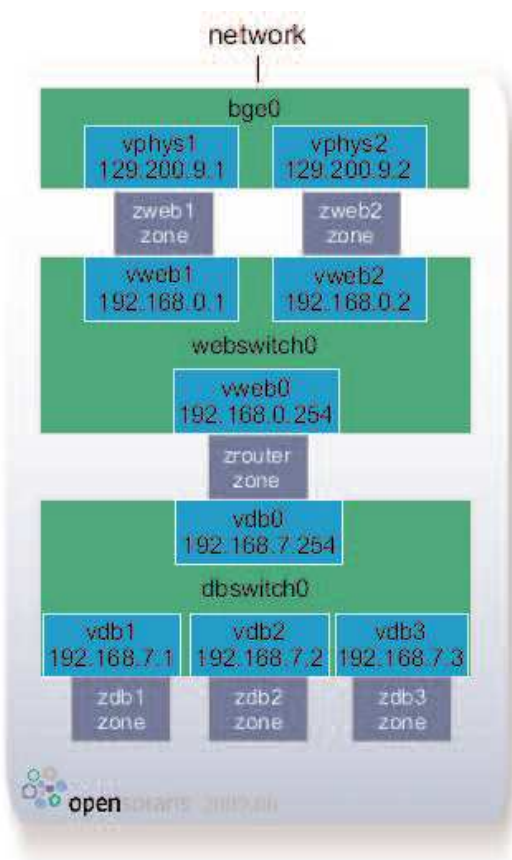 network
bge0
vphys1
129.200.9.1
vphys2
129.200.9.2
zweb1
zone
zweb2
zone
vweb1
192.168.0.1
vweb2
192.168.0.2
webswitch0
vweb0
192.168.0.254
zrouter
zone
vdb0
192.168.7.254
dbswitch0
vdb1
192.168.7.1
vdb2
192.168.7.2
vdb3
192.168.7.3
zdb1
zone
zdb2
zone
zdb3
zone
opensolaris 2009.06